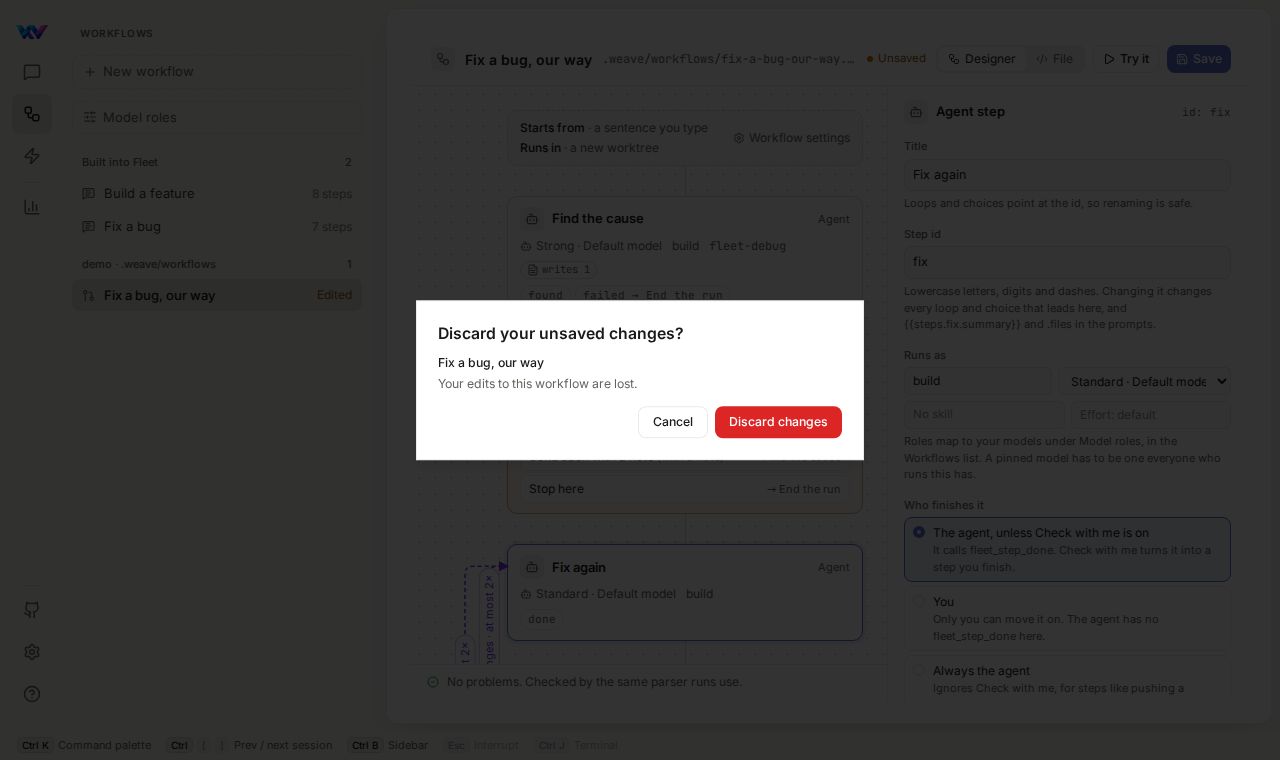 WORKFLOWS
New workflow
Model roles
Built into Fleet 2
Build a feature 8 steps
Fix a bug 7 steps
demo · .weave/workflows 1
Fix a bug, our way Edited
Fix a bug, our way .weave/workflows/fix-a-bug-our-way.… Unsaved Designer File Try it Save
Starts from · a sentence you type
Runs in · a new worktree
Workflow settings
Find the cause Agent
Strong · Default model build fleet-debug
writes 1
found failed → End the run
Discard your unsaved changes?
Fix a bug, our way
Your edits to this workflow are lost.
Cancel Discard changes
Stop here → End the run
Fix again Agent
Standard · Default model build
done
nges · at most 2×
t 2×
No problems. Checked by the same parser runs use.
Agent step id: fix
Title
Fix again
Loops and choices point at the id, so renaming is safe.
Step id
fix
Lowercase letters, digits and dashes. Changing it changes
every loop and choice that leads here, and
{{steps.fix.summary}} and .files in the prompts.
Runs as
build Standard · Default mode
No skill Effort: default
Roles map to your models under Model roles, in the
Workflows list. A pinned model has to be one everyone who
runs this has.
Who finishes it
The agent, unless Check with me is on
It calls fleet_step_done. Check with me turns it into a
step you finish.
You
Only you can move it on. The agent has no
fleet_step_done here.
Always the agent
Ignores Check with me, for steps like pushing a
Ctrl K Command palette Ctrl [ ] Prev / next session Ctrl B Sidebar Esc Interrupt Ctrl J Terminal